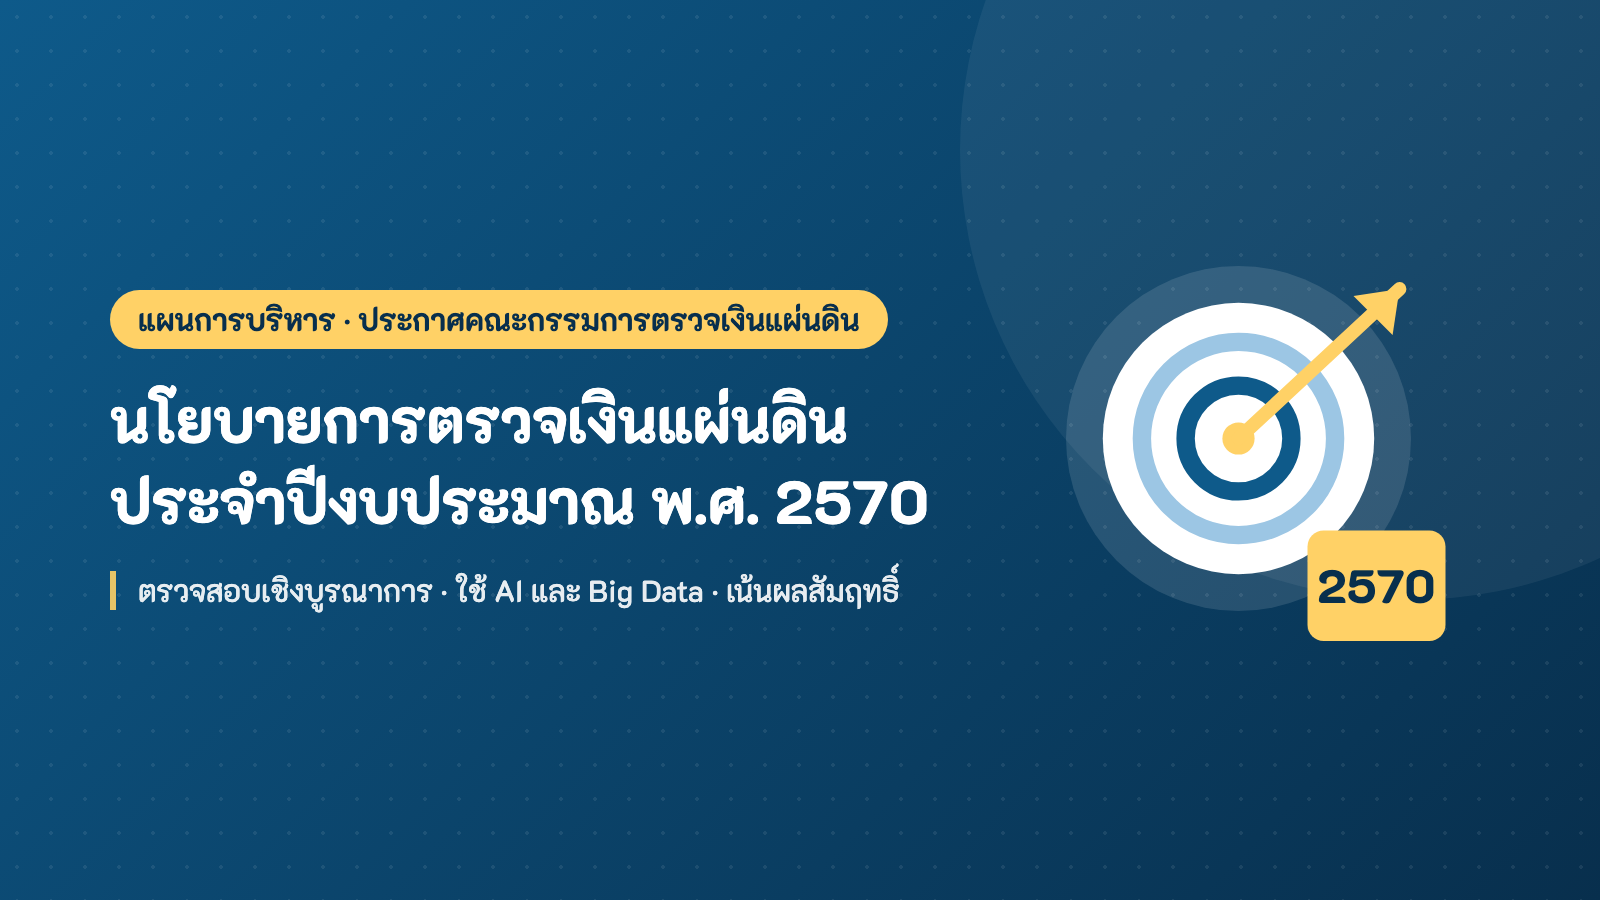 แผนการบริหาร · ประกาศคณะกรรมการตรวจเงินแผ่นดิน
นโยบายการตรวจเงินแผ่นดิน
ประจำปีงบประมาณ พ.ศ. 2570
ตรวจสอบเชิงบูรณาการ · ใช้ AI และ Big Data · เน้นผลสัมฤทธิ์
2570